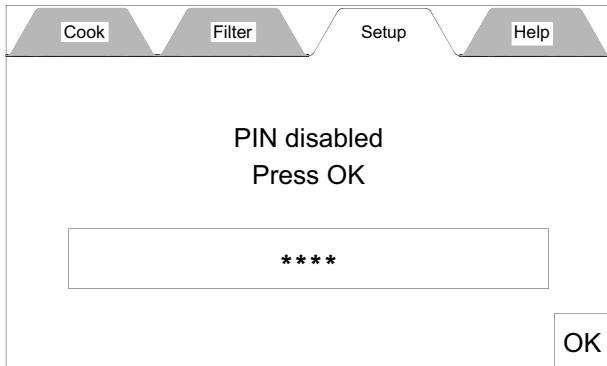 Cook Filter Setup Help
PIN disabled
Press OK
****
OK